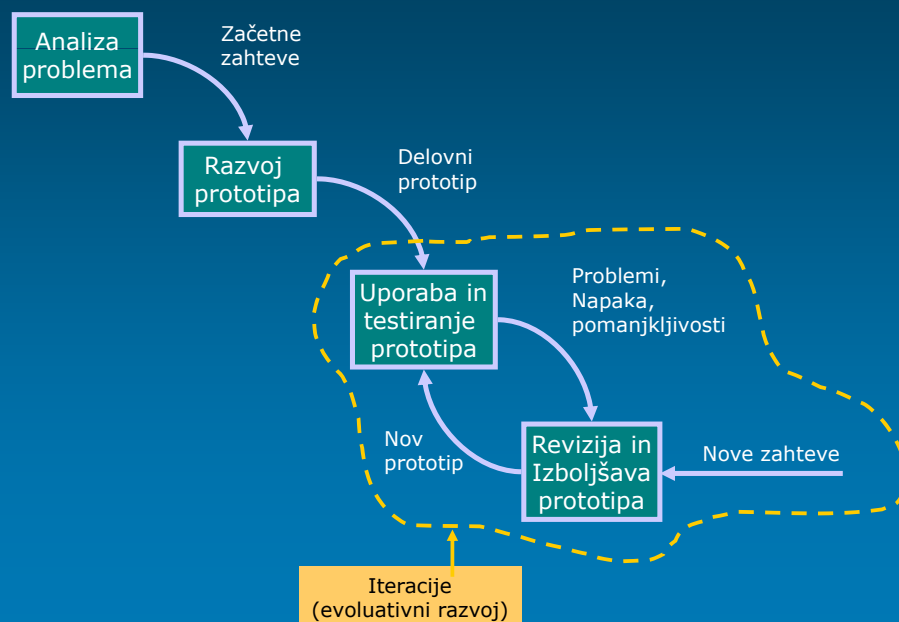 Analiza
problema
Začetne
zahteve
Razvoj
prototipa
Delovni
prototip
Uporaba in
testiranje
prototipa
Problemi,
Napaka,
pomanjkljivosti
Nov
prototip
Revizija in
Izboljšava
prototipa
Nove zahteve
Iteracije
(evoluativni razvoj)